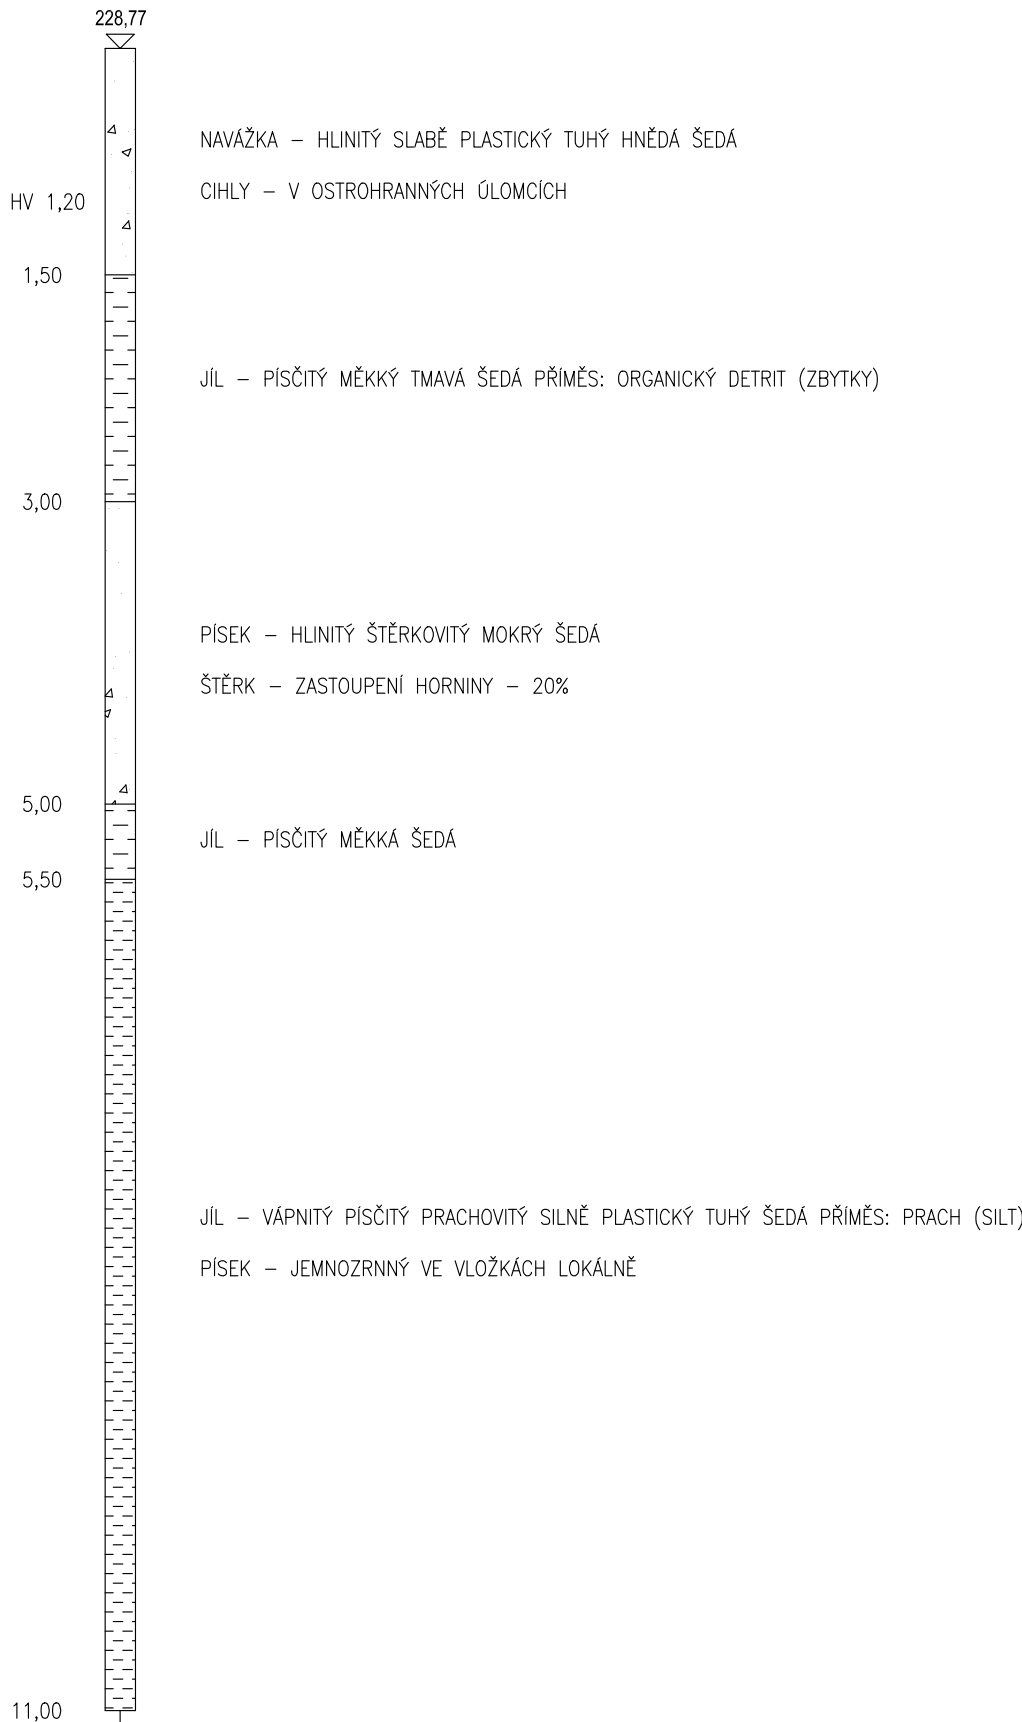 228,77
NAVÁŽKA – HLINITÝ SLABĚ PLASTICKÝ TUHÝ HNĚDÁ ŠEDÁ
CIHLY – V OSTROHRANNÝCH ÚLOMCÍCH
HV 1,20
1,50
JÍL – PÍSČITÝ MĚKKÝ TMAVÁ ŠEDÁ PŘÍMĚS: ORGANICKÝ DETRIT (ZBYTKY)
3,00
PÍSEK – HLINITÝ ŠTĚRKOVITÝ MOKRÝ ŠEDÁ
ŠTĚRK – ZASTOUPENÍ HORNINY – 20%
5,00
JÍL – PÍSČITÝ MĚKKÁ ŠEDÁ
5,50
JÍL – VÁPNITÝ PÍSČITÝ PRACHOVITÝ SILNĚ PLASTICKÝ TUHÝ ŠEDÁ PŘÍMĚS: PRACH (SILT)
PÍSEK – JEMNOZRNNÝ VE VLOŽKÁCH LOKÁLNĚ
11,00